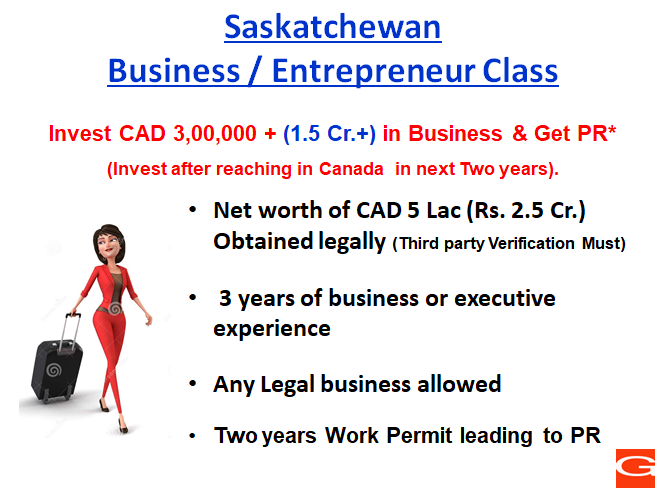 Saskatchewan
Business / Entrepreneur Class
Invest CAD 3,00,000 + (1.5 Cr.+) in Business & Get PR*
(Invest after reaching in Canada in next Two years).
• Net worth of CAD 5 Lac (Rs. 2.5 Cr.)
Obtained legally (Third party Verification Must)
• 3 years of business or executive
experience
• Any Legal business allowed
• Two years Work Permit leading to PR
G